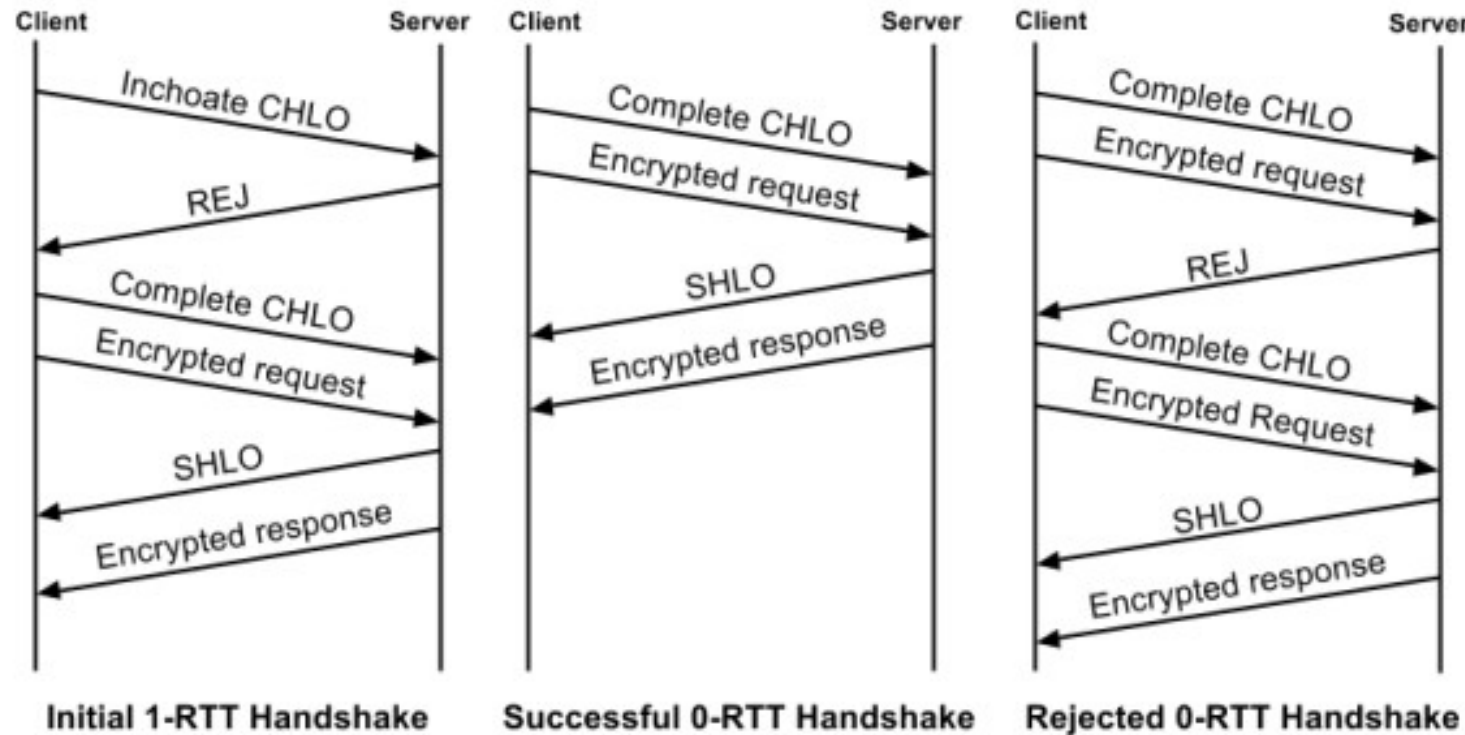 Client
Server
Inchoate CHLO
REJ
Complete CHLO
Encrypted request
SHLO
Encrypted response
Initial 1-RTT Handshake
Client
Server
Complete CHLO
Encrypted request
SHLO
Encrypted response
Successful 0-RTT Handshake
Client
Server
Complete CHLO
Encrypted request
REJ
Complete CHLO
Encrypted Request
SHLO
Encrypted response
Rejected 0-RTT Handshake